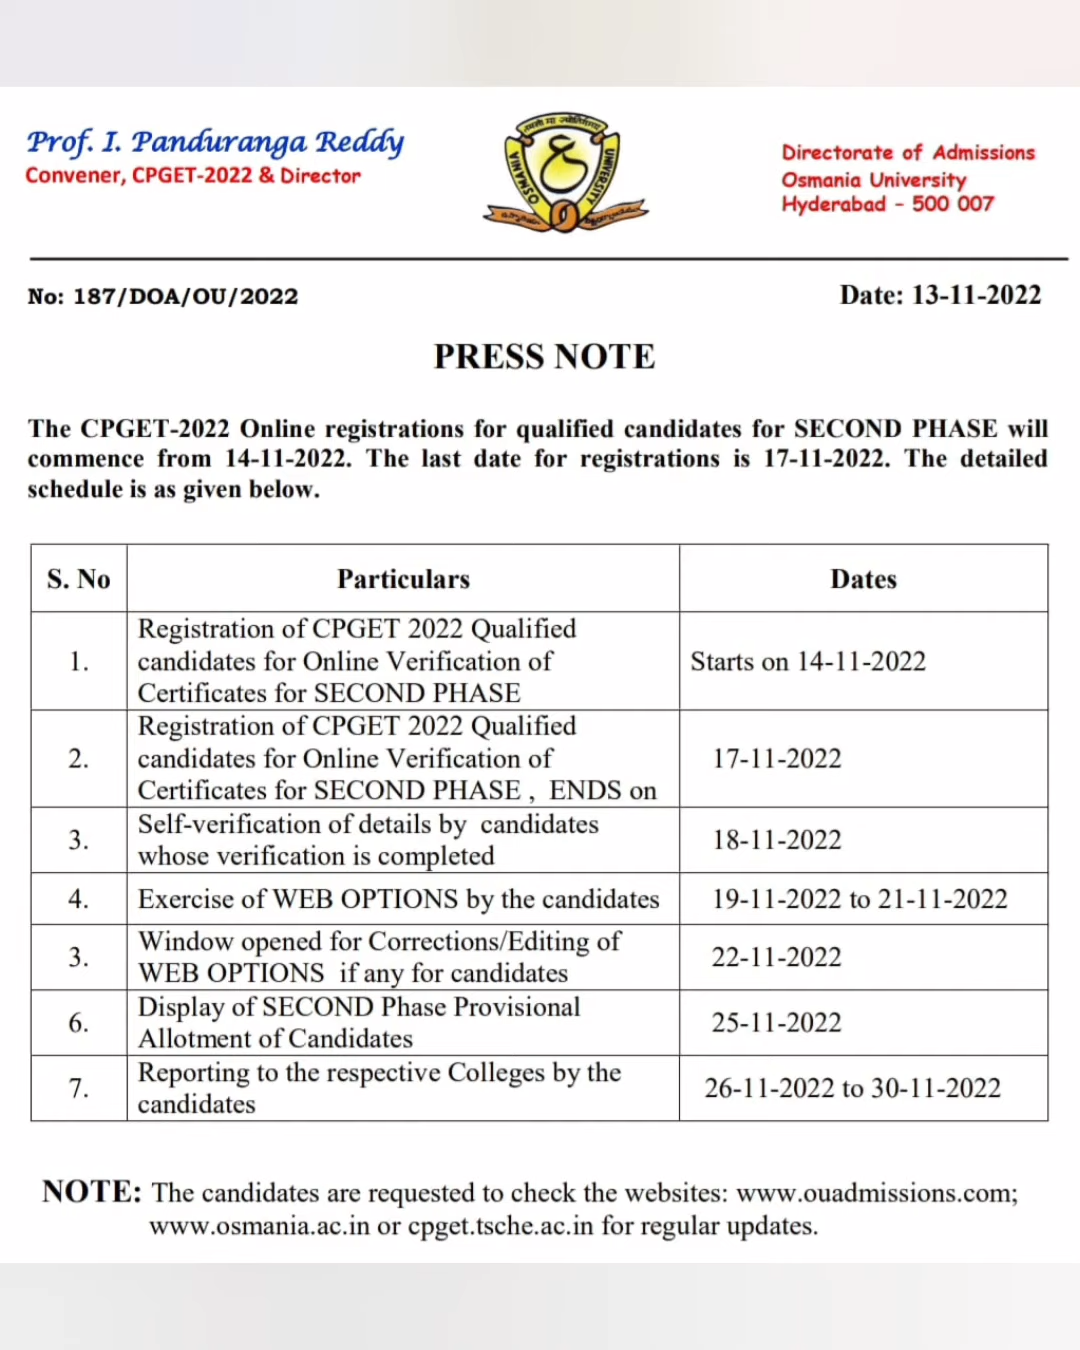 Prof. I. Panduranga Reddy
Convener, CPGET-2022 & Director
OSMANIA
UNIVERSITY
Directorate of Admissions
Osmania University
Hyderabad - 500 007
No: 187/DOA/OU/2022
Date: 13-11-2022
PRESS NOTE
The CPGET-2022 Online registrations for qualified candidates for SECOND PHASE will
commence from 14-11-2022. The last date for registrations is 17-11-2022. The detailed
schedule is as given below.
S. No
Particulars
Dates
1.
Registration of CPGET 2022 Qualified
candidates for Online Verification of
Certificates for SECOND PHASE
Starts on 14-11-2022
2.
Registration of CPGET 2022 Qualified
candidates for Online Verification of
Certificates for SECOND PHASE , ENDS on
17-11-2022
3.
Self-verification of details by candidates
whose verification is completed
18-11-2022
4.
Exercise of WEB OPTIONS by the candidates
19-11-2022 to 21-11-2022
3.
Window opened for Corrections/Editing of
WEB OPTIONS if any for candidates
22-11-2022
6.
Display of SECOND Phase Provisional
Allotment of Candidates
25-11-2022
7.
Reporting to the respective Colleges by the
candidates
26-11-2022 to 30-11-2022
NOTE: The candidates are requested to check the websites: www.ouadmissions.com;
www.osmania.ac.in or cpget.tsche.ac.in for regular updates.